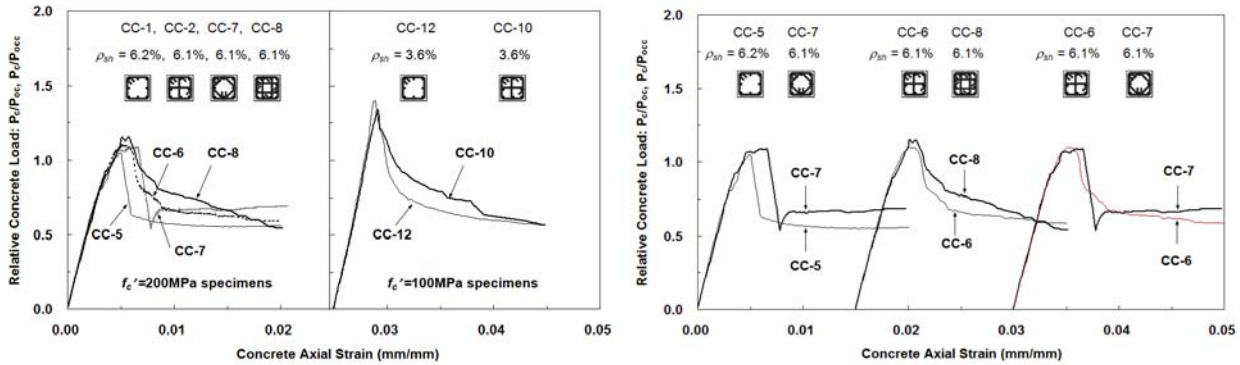 CC-1, CC-2, CC-7, CC-8
ρsn = 6.2%, 6.1%, 6.1%, 6.1%
CC-12 CC-10
ρsn = 3.6% 3.6%
CC-6
CC-8
CC-5
CC-7
CC-10
CC-12
fc′=200MPa specimens
fc′=100MPa specimens
2.0
1.5
1.0
0.5
0.0
0.00 0.01 0.02 0.03 0.04 0.05
Relative Concrete Load: Pc/Poc, Pc/Pocc
Concrete Axial Strain (mm/mm)
CC-5 CC-7
ρsn = 6.2% 6.1%
CC-6 CC-8
ρsn = 6.1% 6.1%
CC-6 CC-7
ρsn = 6.1% 6.1%
CC-7
CC-5
CC-8
CC-6
CC-7
CC-6
2.0
1.5
1.0
0.5
0.0
0.00 0.01 0.02 0.03 0.04 0.05
Relative Concrete Load: Pc/Poc, Pc/Pocc
Concrete Axial Strain (mm/mm)